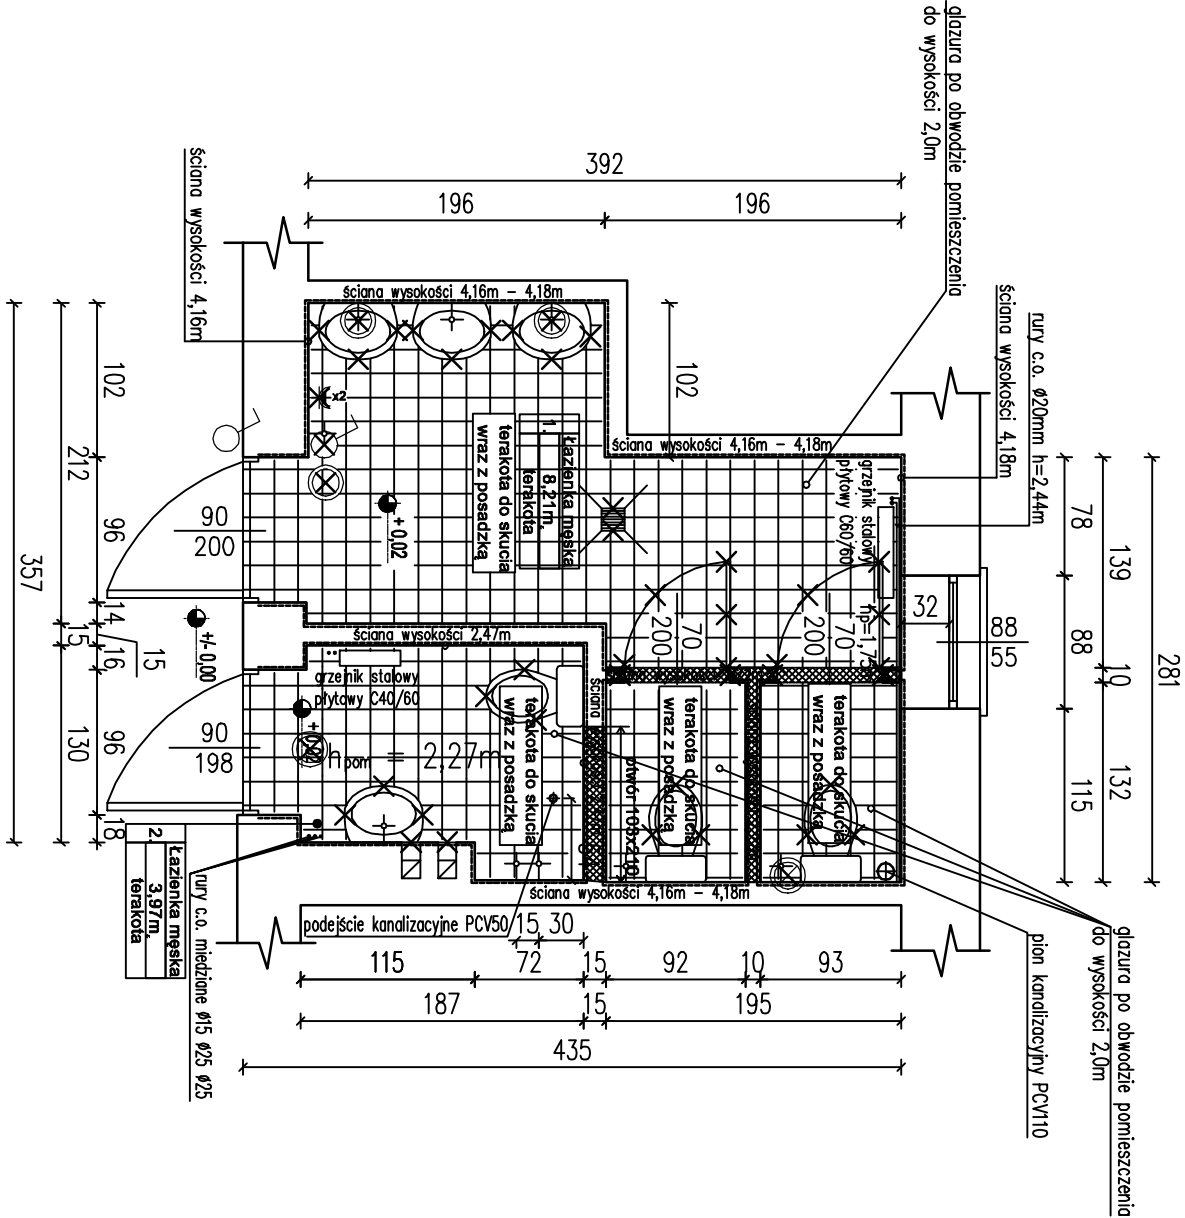 glazura po obwodzie pomieszczenia
do wysokości 2,0m
392
196
196
ściana wysokości 4,16m
ściana wysokości 4,16m - 4,18m
102
ściana wysokości 4,16m - 4,18m
ściana wysokości 4,18m
rury c.o. ø20mm h=2,44m
grzejnik stalowy
płytowy C60/60
x2
1.
Łazienka męska
8,21m
terakota
terakota do skucia
wraz z posadzką
+ 0,02
90
200
+/- 0,00
ściana wysokości 2,47m
70
200
70
200
hp=1,75
32
88
55
78
88
10
115
139
132
281
102
96
14
15
16
96
18
15
212
130
357
grzejnik stalowy
płytowy C40/60
90
198
hpom = 2,27m
terakota do skucia
wraz z posadzką
ściana
terakota do skucia
wraz z posadzką
terakota do skucia
wraz z posadzką
ściana wysokości 4,16m - 4,18m
2.
Łazienka męska
3,97m
terakota
rury c.o. miedziane ø15 ø25 ø25
podejście kanalizacyjne PCV50
15
30
115
72
15
92
10
93
187
15
195
435
pion kanalizacyjny PCV110
glazura po obwodzie pomieszczenia
do wysokości 2,0m